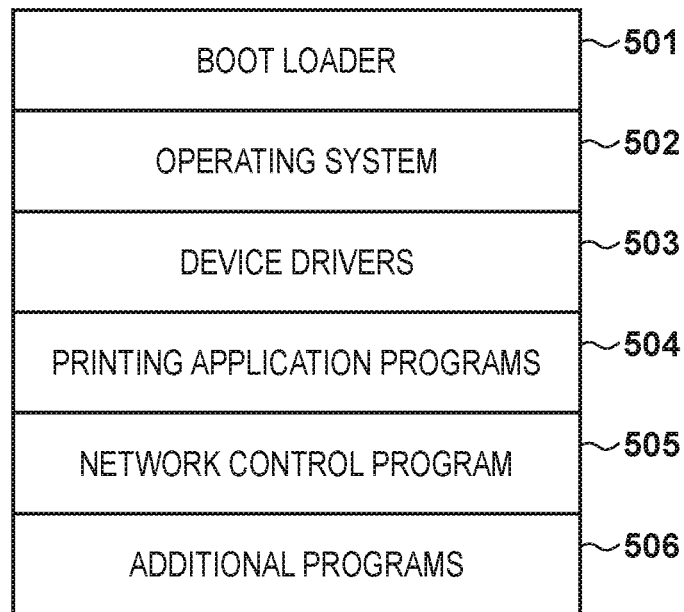 BOOT LOADER 501
OPERATING SYSTEM 502
DEVICE DRIVERS 503
PRINTING APPLICATION PROGRAMS 504
NETWORK CONTROL PROGRAM 505
ADDITIONAL PROGRAMS 506